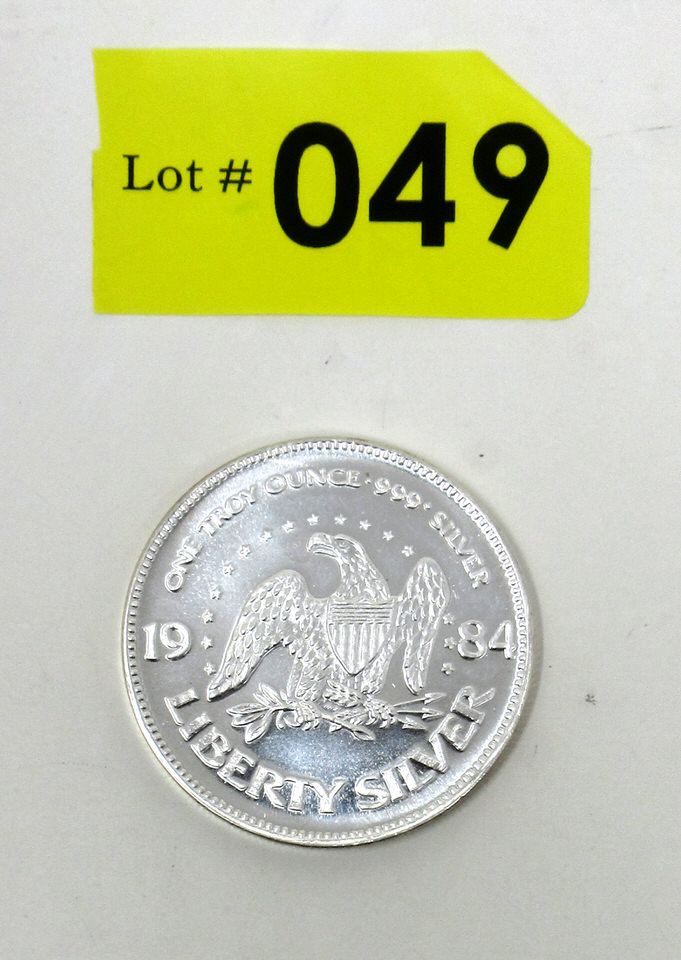 Lot # 049
ONE TROY OUNCE · 999 · SILVER
19 84
LIBERTY SILVER